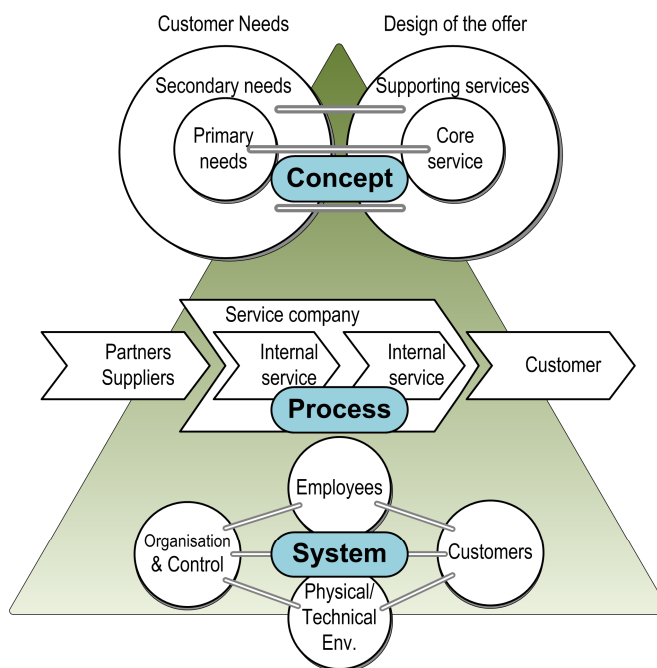 Customer Needs
Design of the offer
Secondary needs
Supporting services
Primary
needs
Core
service
Concept
Service company
Partners
Suppliers
Internal
service
Internal
service
Customer
Process
Employees
Organisation
& Control
System
Customers
Physical/
Technical
Env.